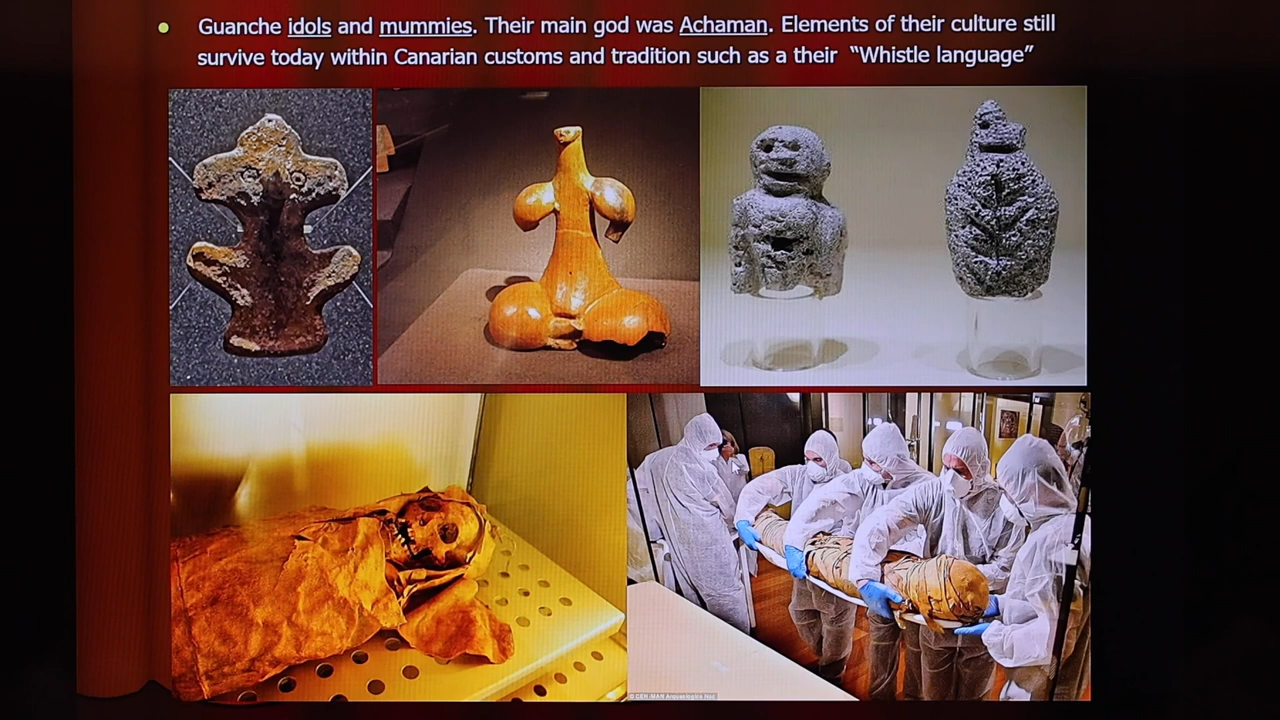 Guanche idols and mummies. Their main god was Achaman. Elements of their culture still
survive today within Canarian customs and tradition such as a their “Whistle language”